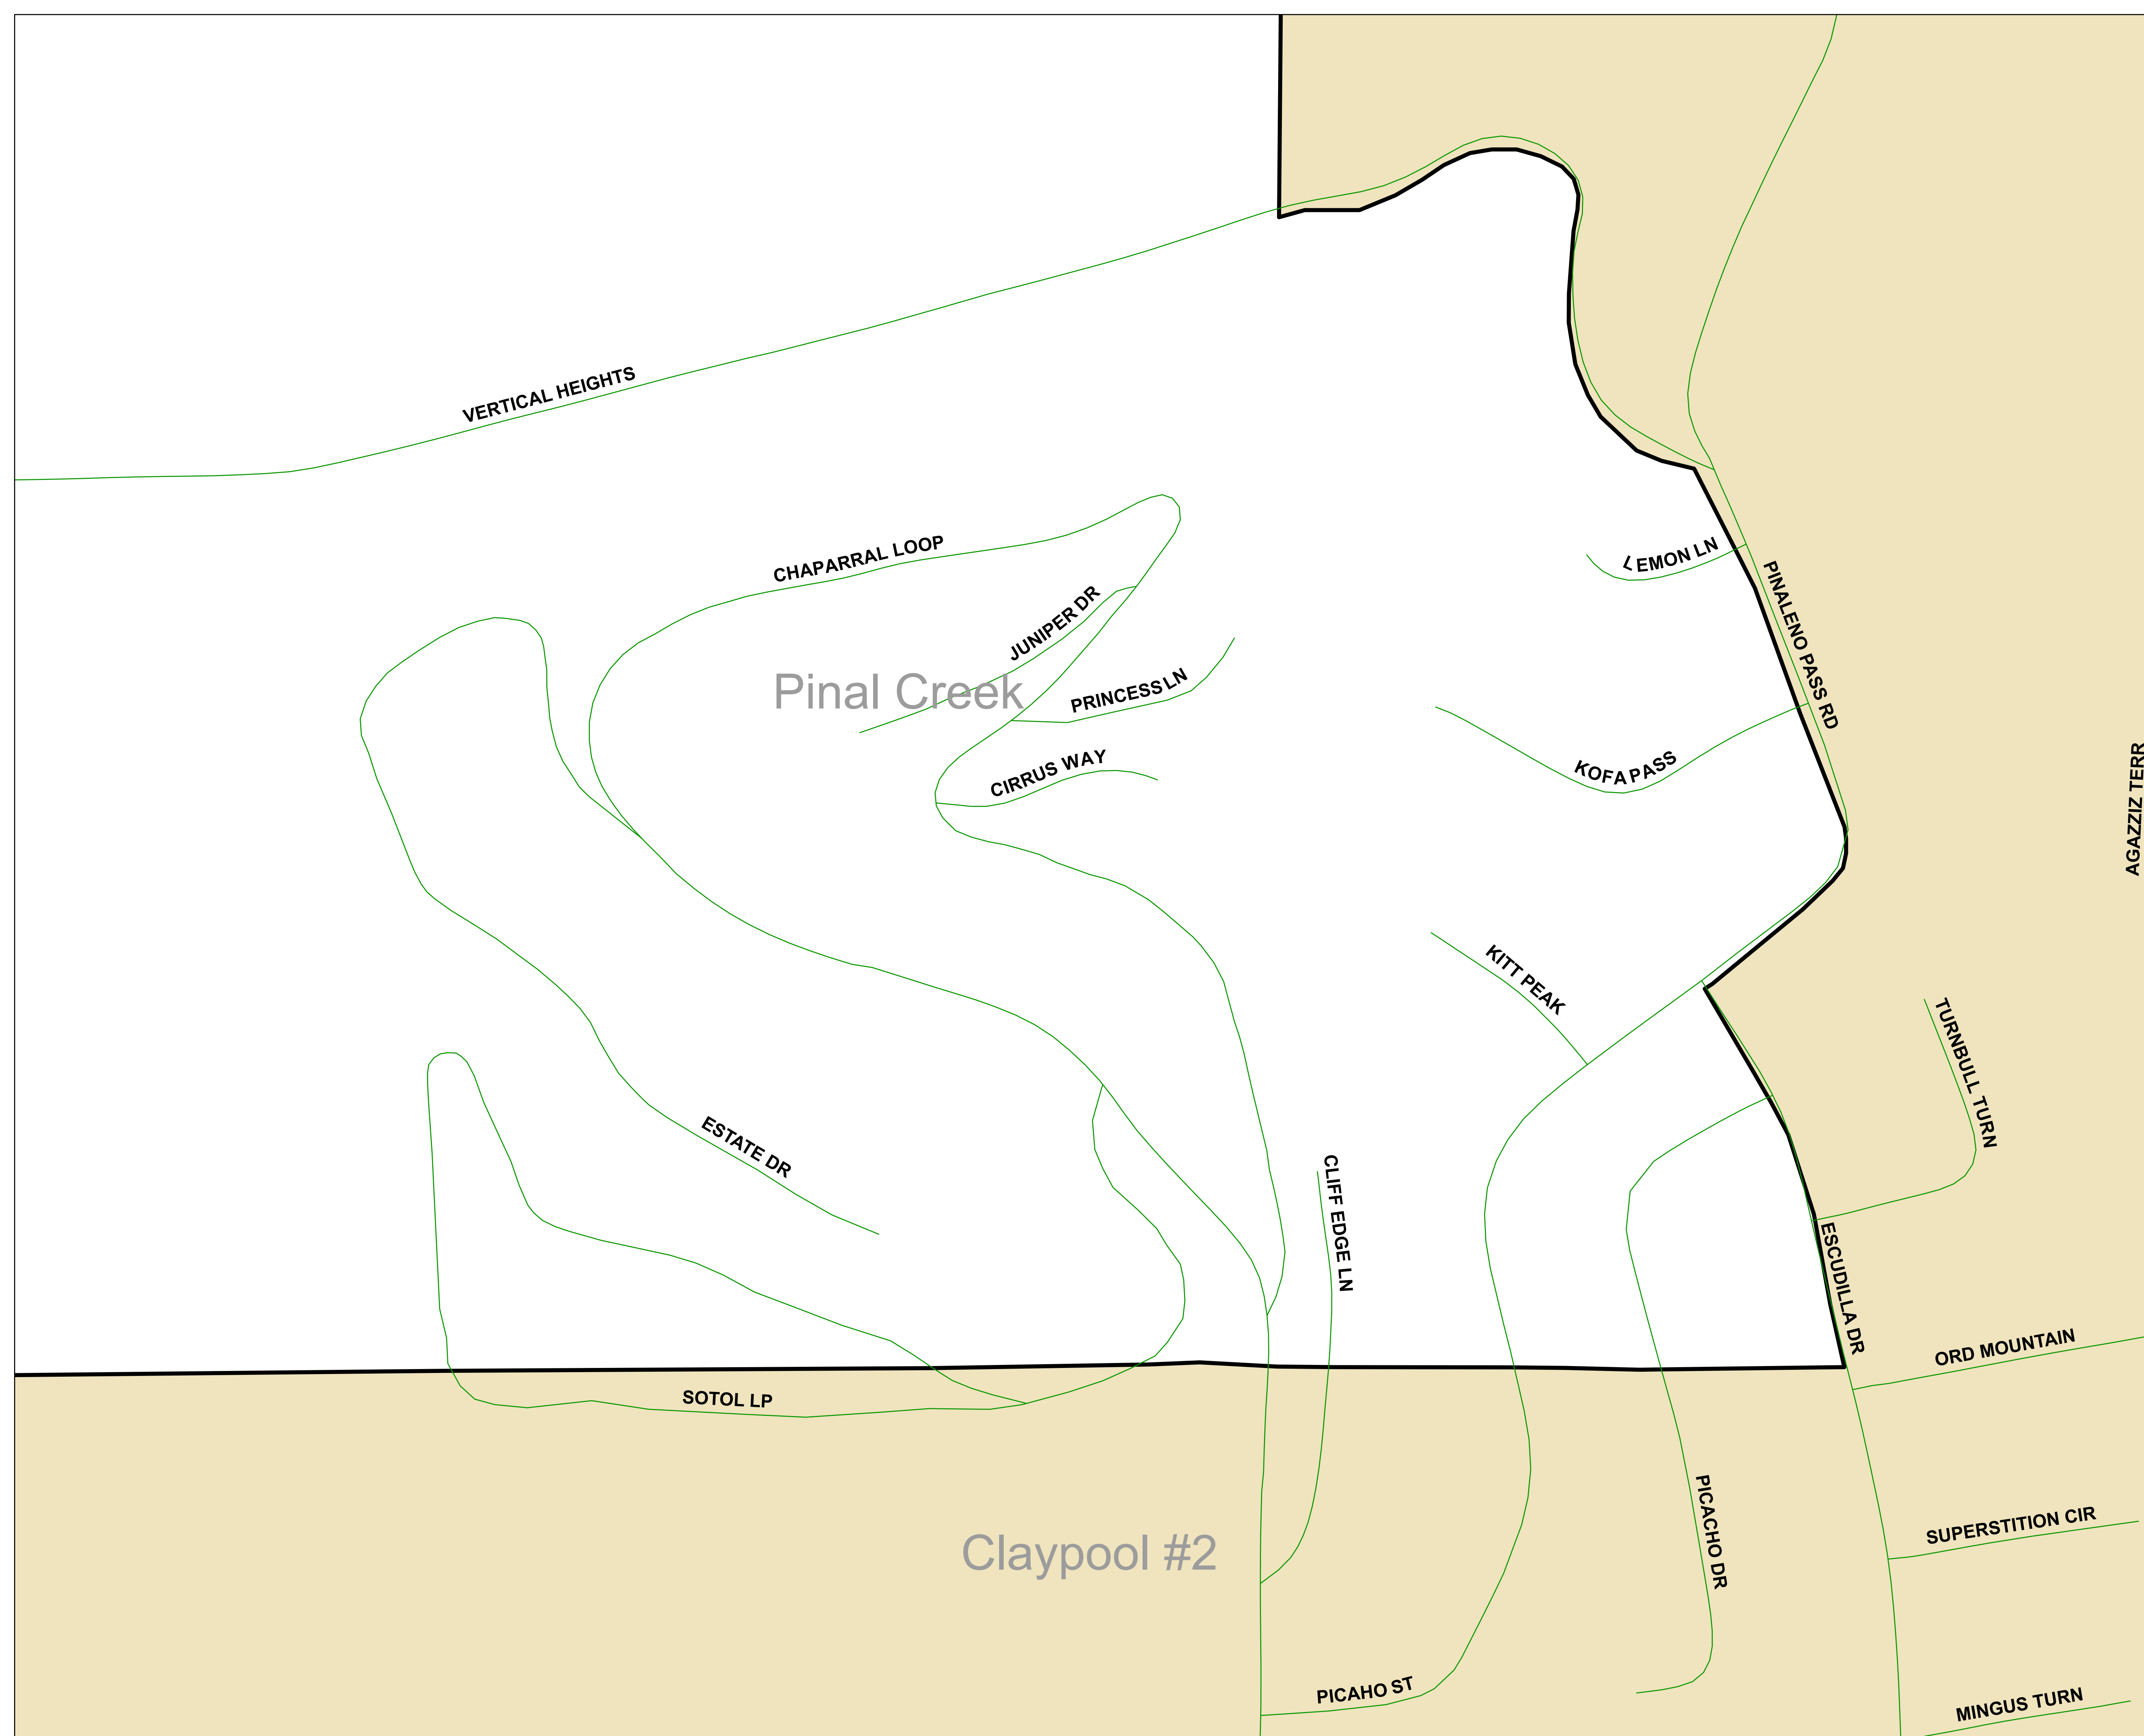 VERTICAL HEIGHTS
CHAPARRAL LOOP
LEMON LN
PINALENO PASS RD
JUNIPER DR
Pinal Creek
PRINCESS LN
CIRRUS WAY
KOFA PASS
AGAZZIZ TERR
KITT PEAK
TURNBULL TURN
ESTATE DR
CLIFF EDGE LN
ESCUDILLA DR
ORD MOUNTAIN
SOTOL LP
PICACHO DR
SUPERSTITION CIR
Claypool #2
PICAHO ST
MINGUS TURN